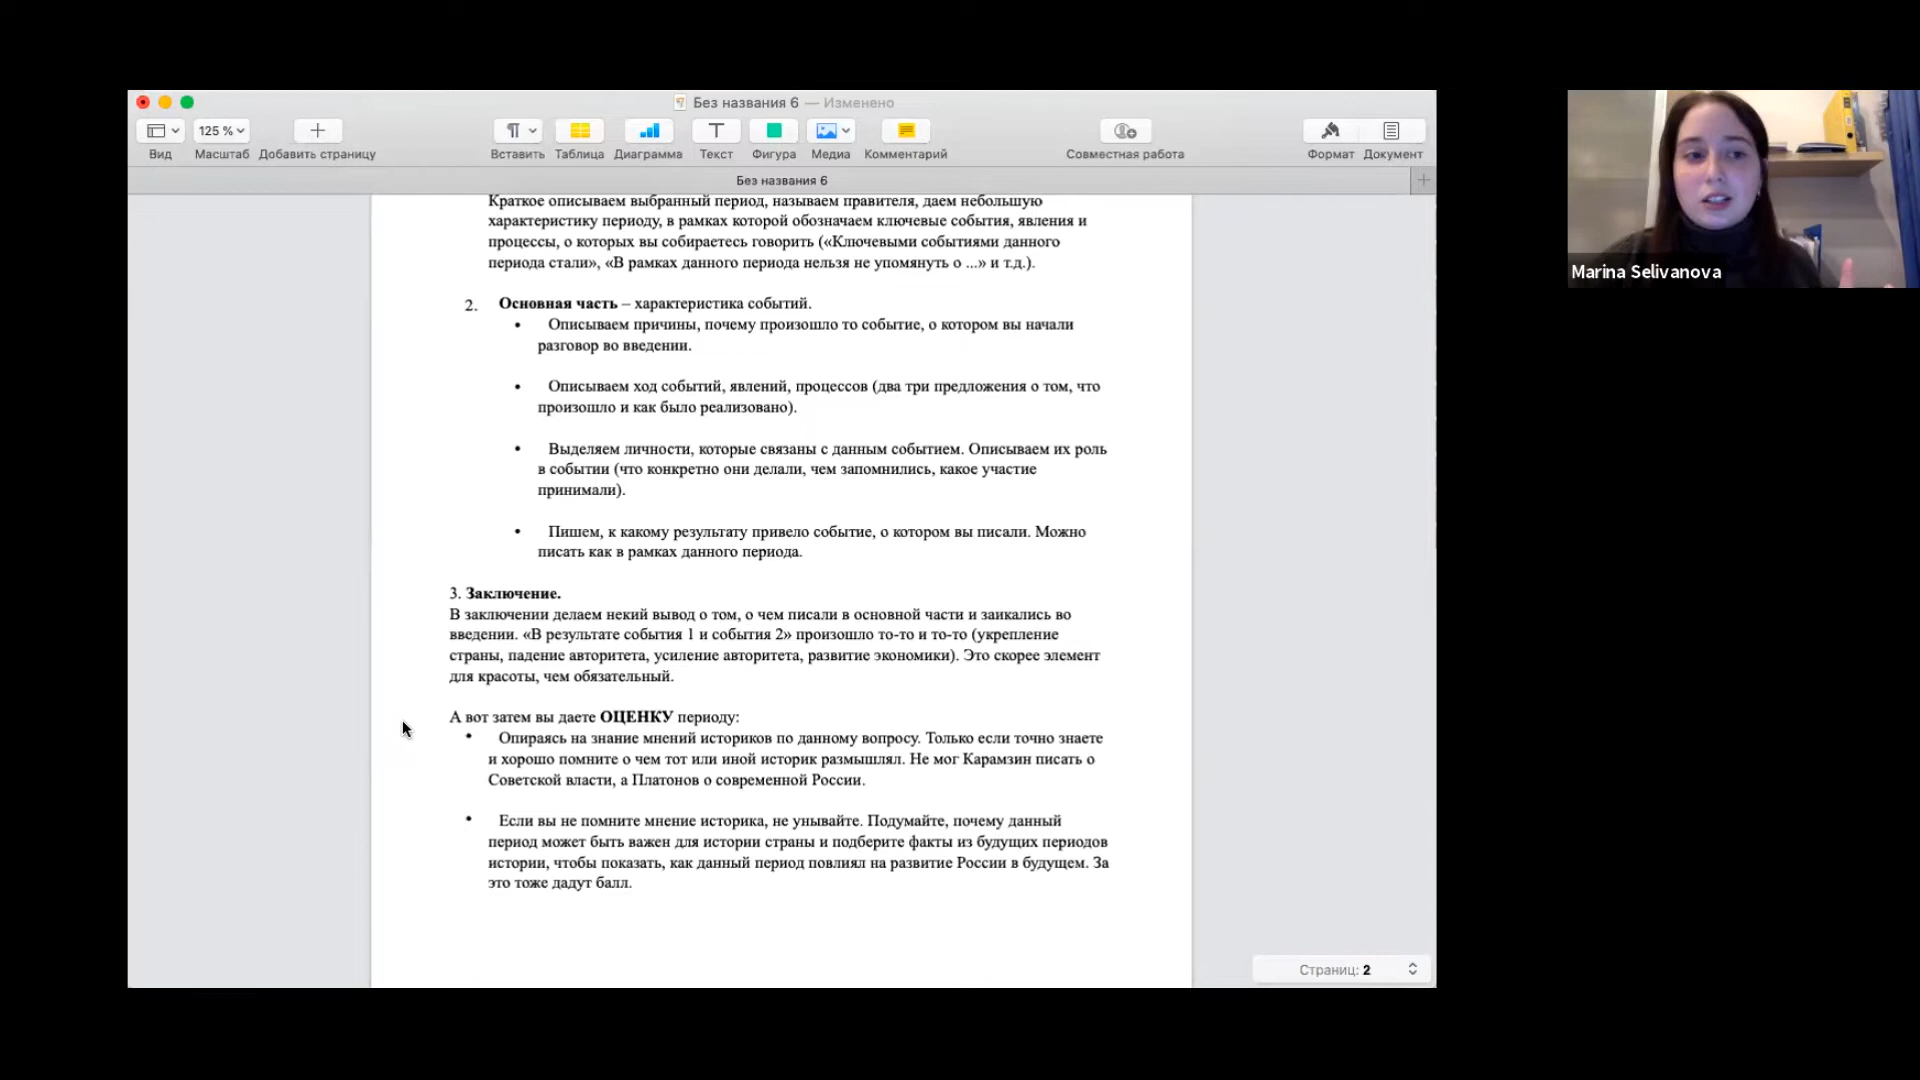 Без названия 6 — Изменено
125 %
Вид
Масштаб
Добавить страницу
Вставить
Таблица
Диаграмма
Текст
Фигура
Медиа
Комментарий
Совместная работа
Формат
Документ
Без названия 6
Краткое описываем выбранный период, называем правителя, даем небольшую
характеристику периоду, в рамках которой обозначаем ключевые события, явления и
процессы, о которых вы собираетесь говорить («Ключевыми событиями данного
периода стали», «В рамках данного периода нельзя не упомянуть о ...» и т.д.).
2. Основная часть – характеристика событий.
• Описываем причины, почему произошло то событие, о котором вы начали
разговор во введении.
• Описываем ход событий, явлений, процессов (два три предложения о том, что
произошло и как было реализовано).
• Выделяем личности, которые связаны с данным событием. Описываем их роль
в событии (что конкретно они делали, чем запомнились, какое участие
принимали).
• Пишем, к какому результату привело событие, о котором вы писали. Можно
писать как в рамках данного периода.
3. Заключение.
В заключении делаем некий вывод о том, о чем писали в основной части и заикались во
введении. «В результате события 1 и события 2» произошло то-то и то-то (укрепление
страны, падение авторитета, усиление авторитета, развитие экономики). Это скорее элемент
для красоты, чем обязательный.
А вот затем вы даете ОЦЕНКУ периоду:
• Опираясь на знание мнений историков по данному вопросу. Только если точно знаете
и хорошо помните о чем тот или иной историк размышлял. Не мог Карамзин писать о
Советской власти, а Платонов о современной России.
• Если вы не помните мнение историка, не унывайте. Подумайте, почему данный
период может быть важен для истории страны и подберите факты из будущих периодов
истории, чтобы показать, как данный период повлиял на развитие России в будущем. За
это тоже дадут балл.
Страниц: 2
Marina Selivanova